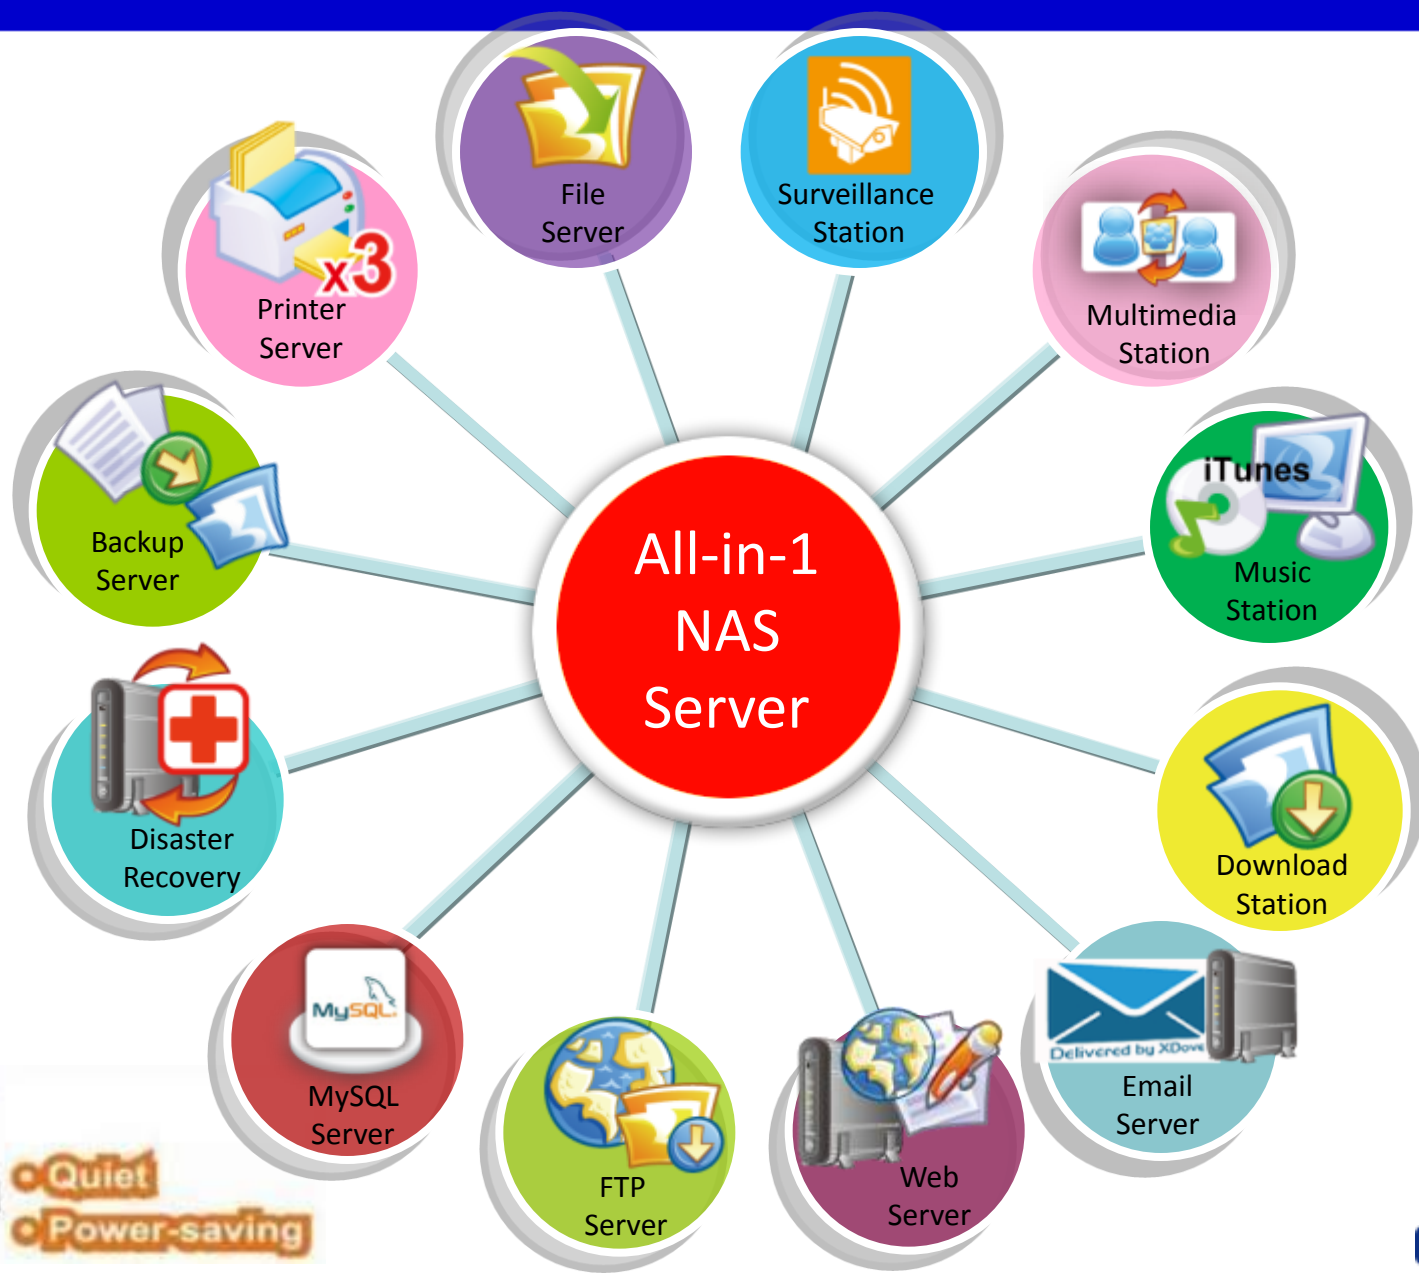 File
Server
Surveillance
Station
x3
Printer
Server
Multimedia
Station
iTunes
Music
Station
Backup
Server
All-in-1
NAS
Server
Disaster
Recovery
Download
Station
MySQL
MySQL
Server
Delivered by XDove
Email
Server
FTP
Server
Web
Server
Quiet
Power-saving